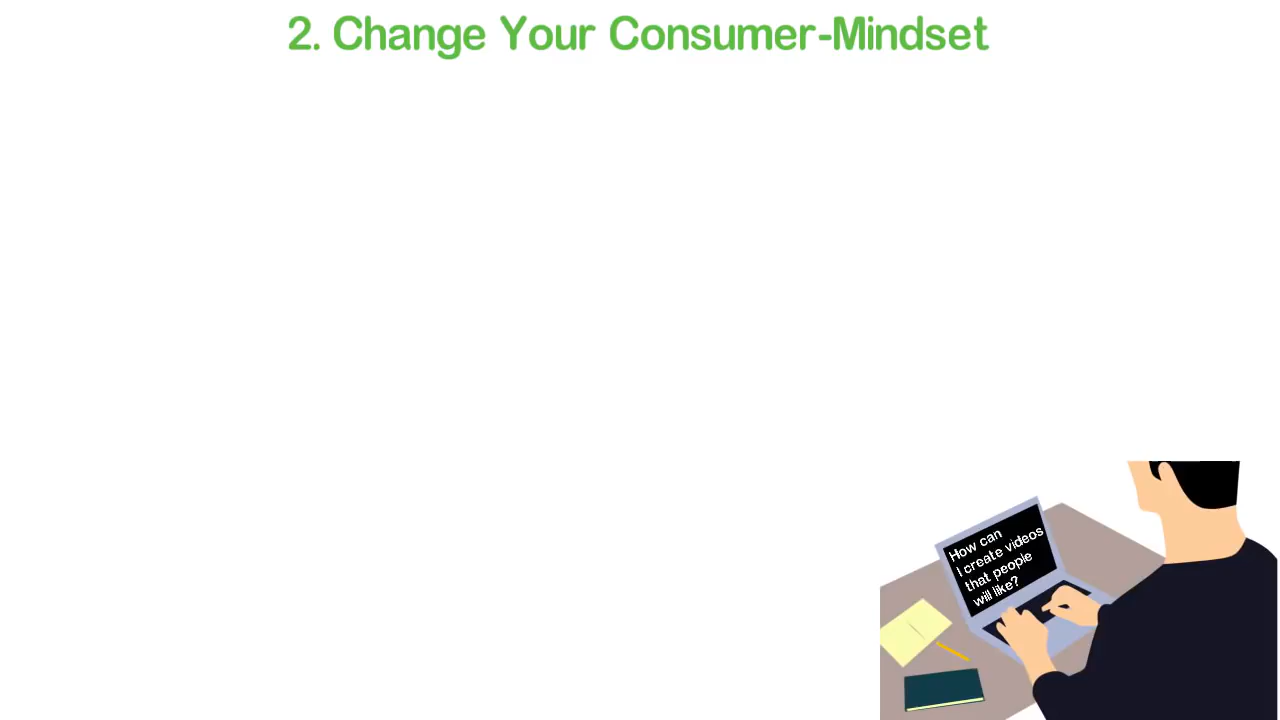 2. Change Your Consumer-Mindset
How can
I create videos
that people
will like?